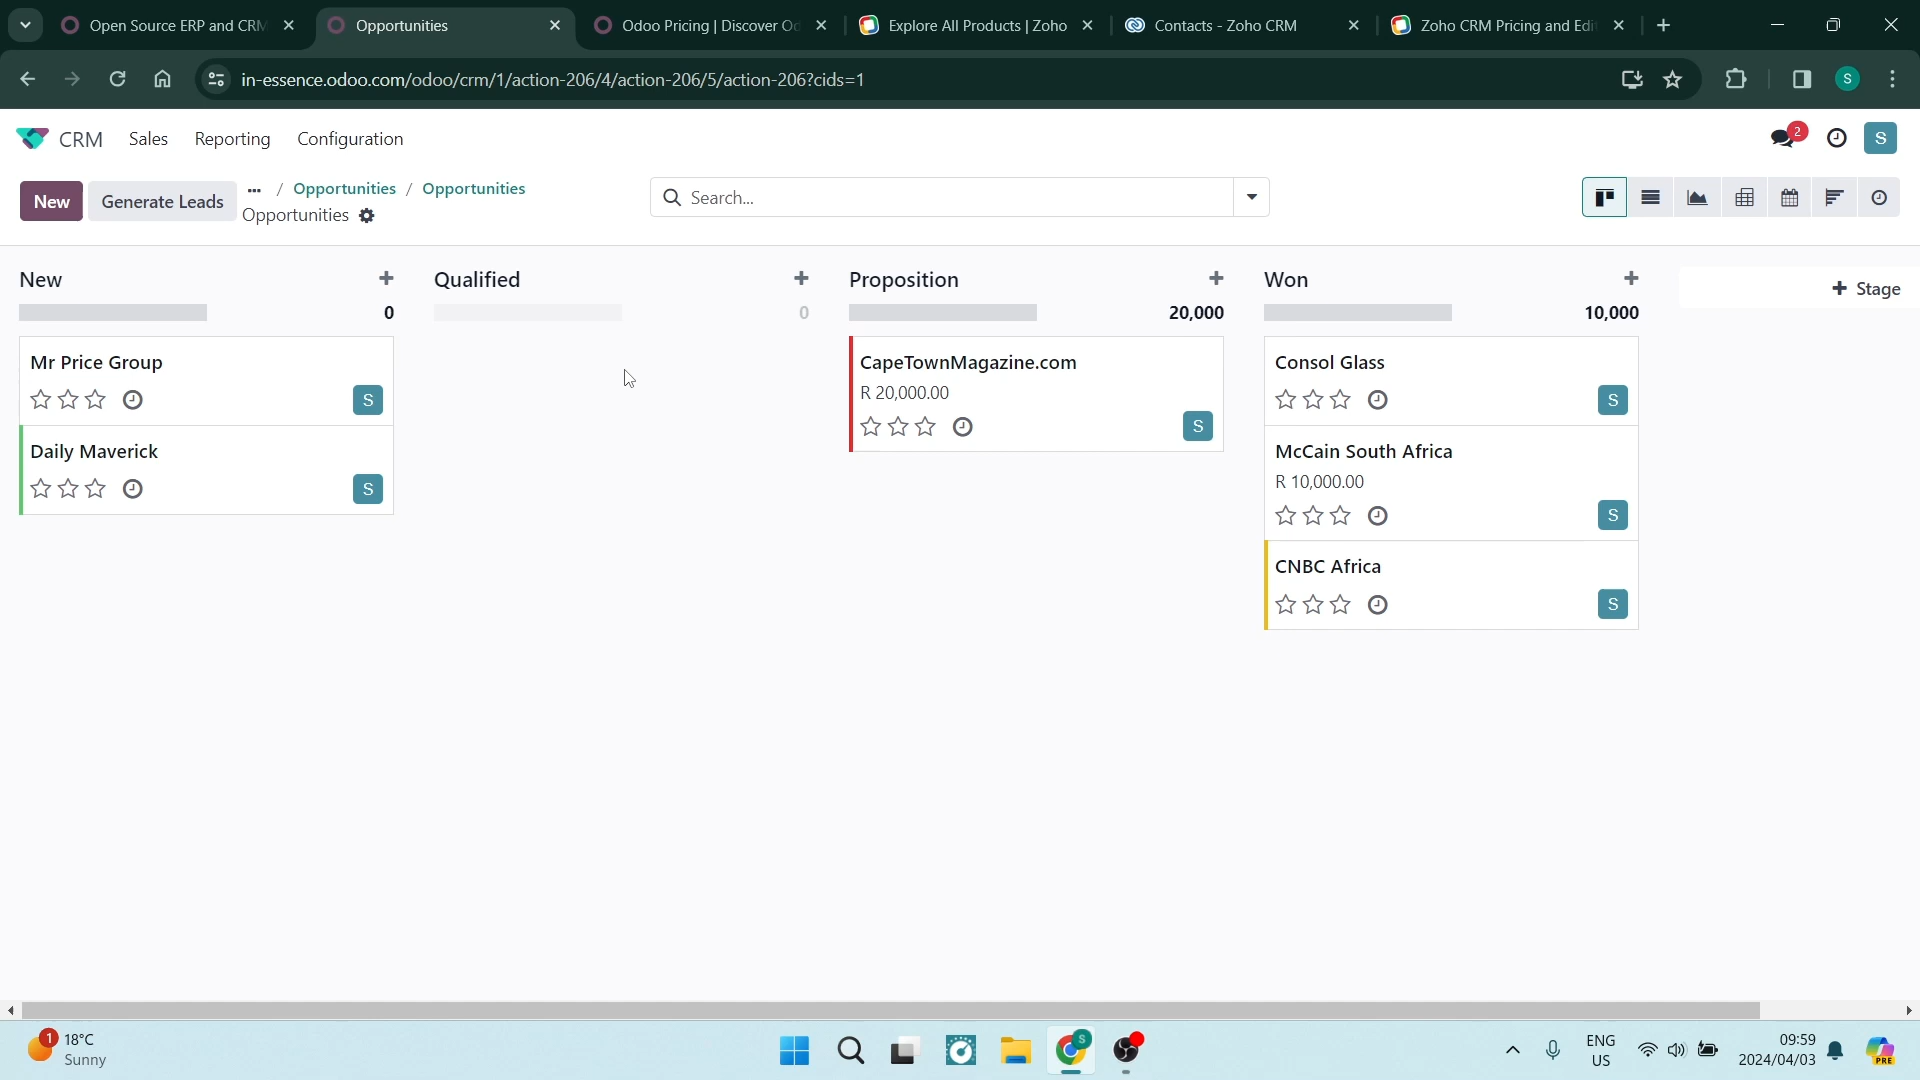 Open Source ERP and CRM
Opportunities
Odoo Pricing | Discover Oc
Explore All Products | Zoho
Contacts - Zoho CRM
Zoho CRM Pricing and Edi
in-essence.odoo.com/odoo/crm/1/action-206/4/action-206/5/action-206?cids=1
S
CRM
Sales
Reporting
Configuration
2
S
New
Generate Leads
... / Opportunities / Opportunities
Opportunities
Search...
New
0
Mr Price Group
S
Daily Maverick
S
Qualified
0
Proposition
20,000
CapeTownMagazine.com
R 20,000.00
S
Won
10,000
Consol Glass
S
McCain South Africa
R 10,000.00
S
CNBC Africa
S
+ Stage
1
18°C
Sunny
S
ENG
US
09:59
2024/04/03
PRE